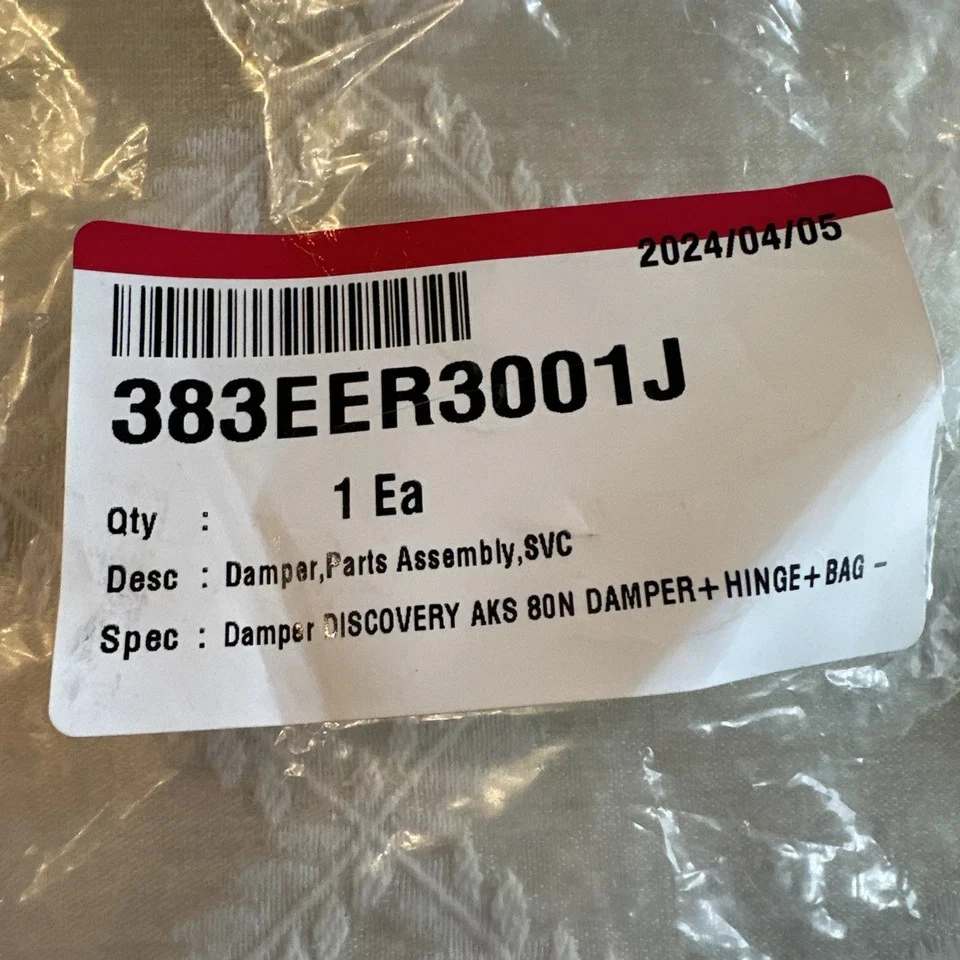 2024/04/05
383EER3001J
Qty : 1 Ea
Desc : Damper,Parts Assembly,SVC
Spec : Damper DISCOVERY AKS 80N DAMPER+HINGE+BAG -